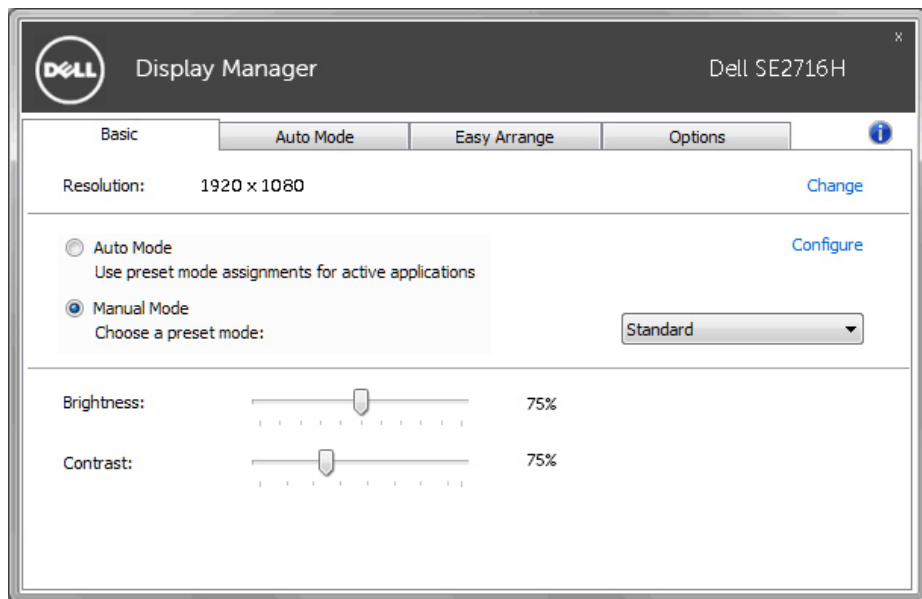 DELL
Display Manager
Dell SE2716H
x
Basic
Auto Mode
Easy Arrange
Options
i
Resolution:
1920 x 1080
Change
Auto Mode
Configure
Use preset mode assignments for active applications
Manual Mode
Choose a preset mode:
Standard
Brightness:
75%
Contrast:
75%